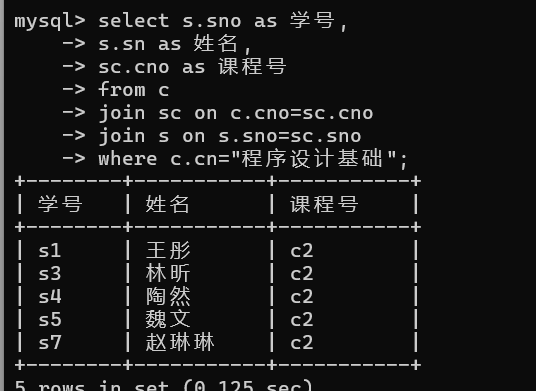 mysql> select s.sno as 学号,
    -> s.sn as 姓名,
    -> sc.cno as 课程号
    -> from c
    -> join sc on c.cno=sc.cno
    -> join s on s.sno=sc.sno
    -> where c.cn="程序设计基础";
+--------+-----------+-----------+
| 学号   | 姓名      | 课程号    |
+--------+-----------+-----------+
| s1     | 王彤      | c2        |
| s3     | 林昕      | c2        |
| s4     | 陶然      | c2        |
| s5     | 魏文      | c2        |
| s7     | 赵琳琳    | c2        |
+--------+-----------+-----------+
5 rows in set (0.125 sec)